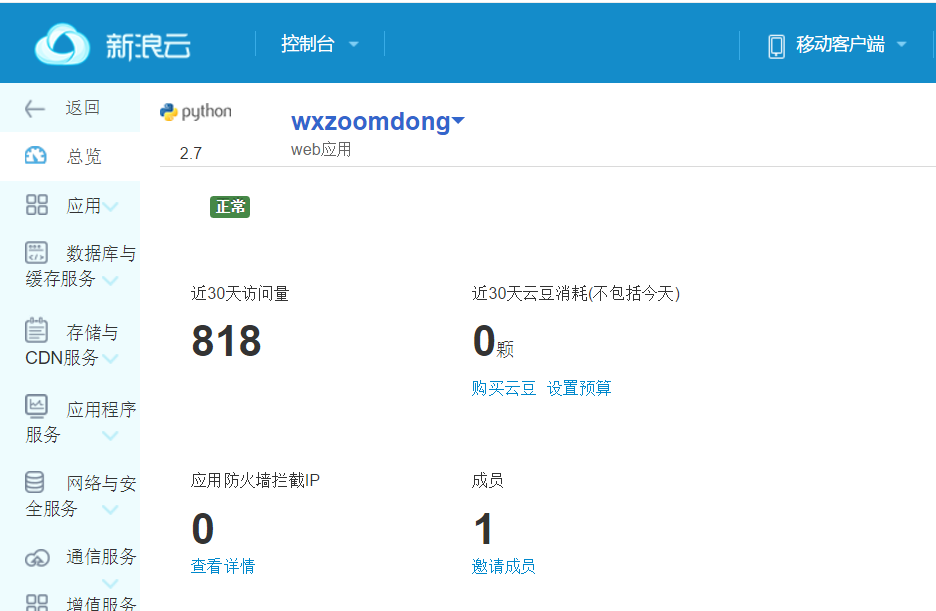 新浪云
控制台
移动客户端
返回
总览
应用
数据库与
缓存服务
存储与
CDN服务
应用程序
服务
网络与安
全服务
通信服务
增值服务
python
2.7
wxzoomdong
web应用
正常
近30天访问量
818
近30天云豆消耗(不包括今天)
0颗
购买云豆 设置预算
应用防火墙拦截IP
0
查看详情
成员
1
邀请成员